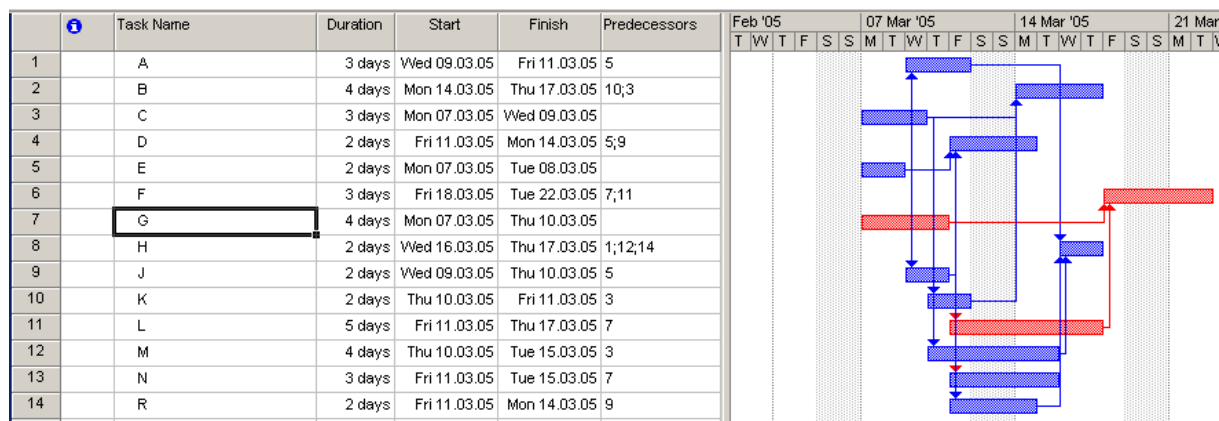 Task Name Duration Start Finish Predecessors Feb '05 07 Mar '05 14 Mar '05 21 Mar
T W T F S S M T W T F S S M T W T F S S M T
1 A 3 days Wed 09.03.05 Fri 11.03.05 5
2 B 4 days Mon 14.03.05 Thu 17.03.05 10;3
3 C 3 days Mon 07.03.05 Wed 09.03.05
4 D 2 days Fri 11.03.05 Mon 14.03.05 5;9
5 E 2 days Mon 07.03.05 Tue 08.03.05
6 F 3 days Fri 18.03.05 Tue 22.03.05 7;11
7 G 4 days Mon 07.03.05 Thu 10.03.05
8 H 2 days Wed 16.03.05 Thu 17.03.05 1;12;14
9 J 2 days Wed 09.03.05 Thu 10.03.05 5
10 K 2 days Thu 10.03.05 Fri 11.03.05 3
11 L 5 days Fri 11.03.05 Thu 17.03.05 7
12 M 4 days Thu 10.03.05 Tue 15.03.05 3
13 N 3 days Fri 11.03.05 Tue 15.03.05 7
14 R 2 days Fri 11.03.05 Mon 14.03.05 9